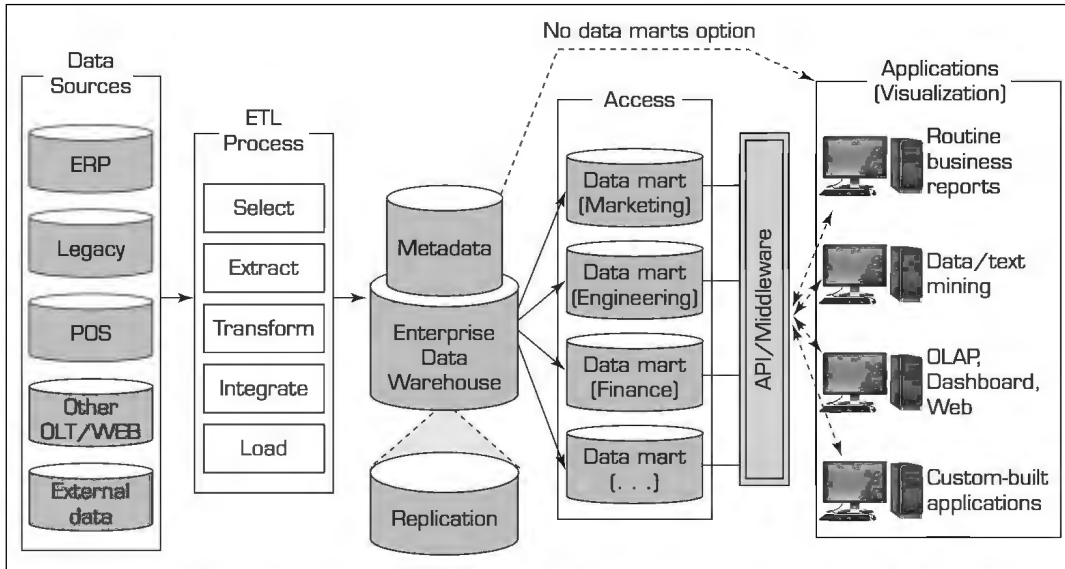 No data marts option
Data
Sources
ERP
Legacy
POS
Other
OLT/WEB
External
data
ETL
Process
Select
Extract
Transform
Integrate
Load
Metadata
Enterprise
Data
Warehouse
Replication
Access
Data mart
(Marketing)
Data mart
(Engineering)
Data mart
(Finance)
Data mart
(. . .)
API/Middleware
Applications
(Visualization)
Routine
business
reports
Data/text
mining
OLAP,
Dashboard,
Web
Custom-built
applications